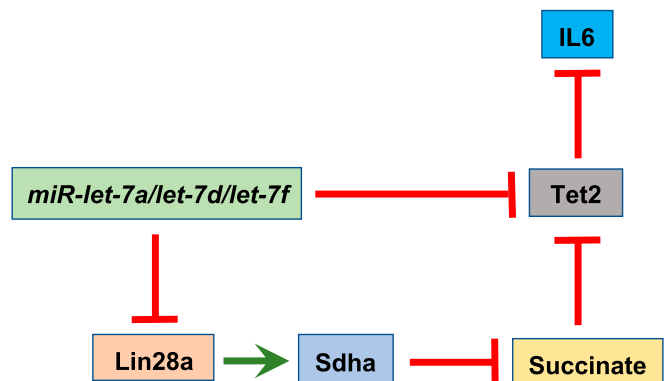 IL6
miR-let-7a/let-7d/let-7f
Tet2
Lin28a
Sdha
Succinate